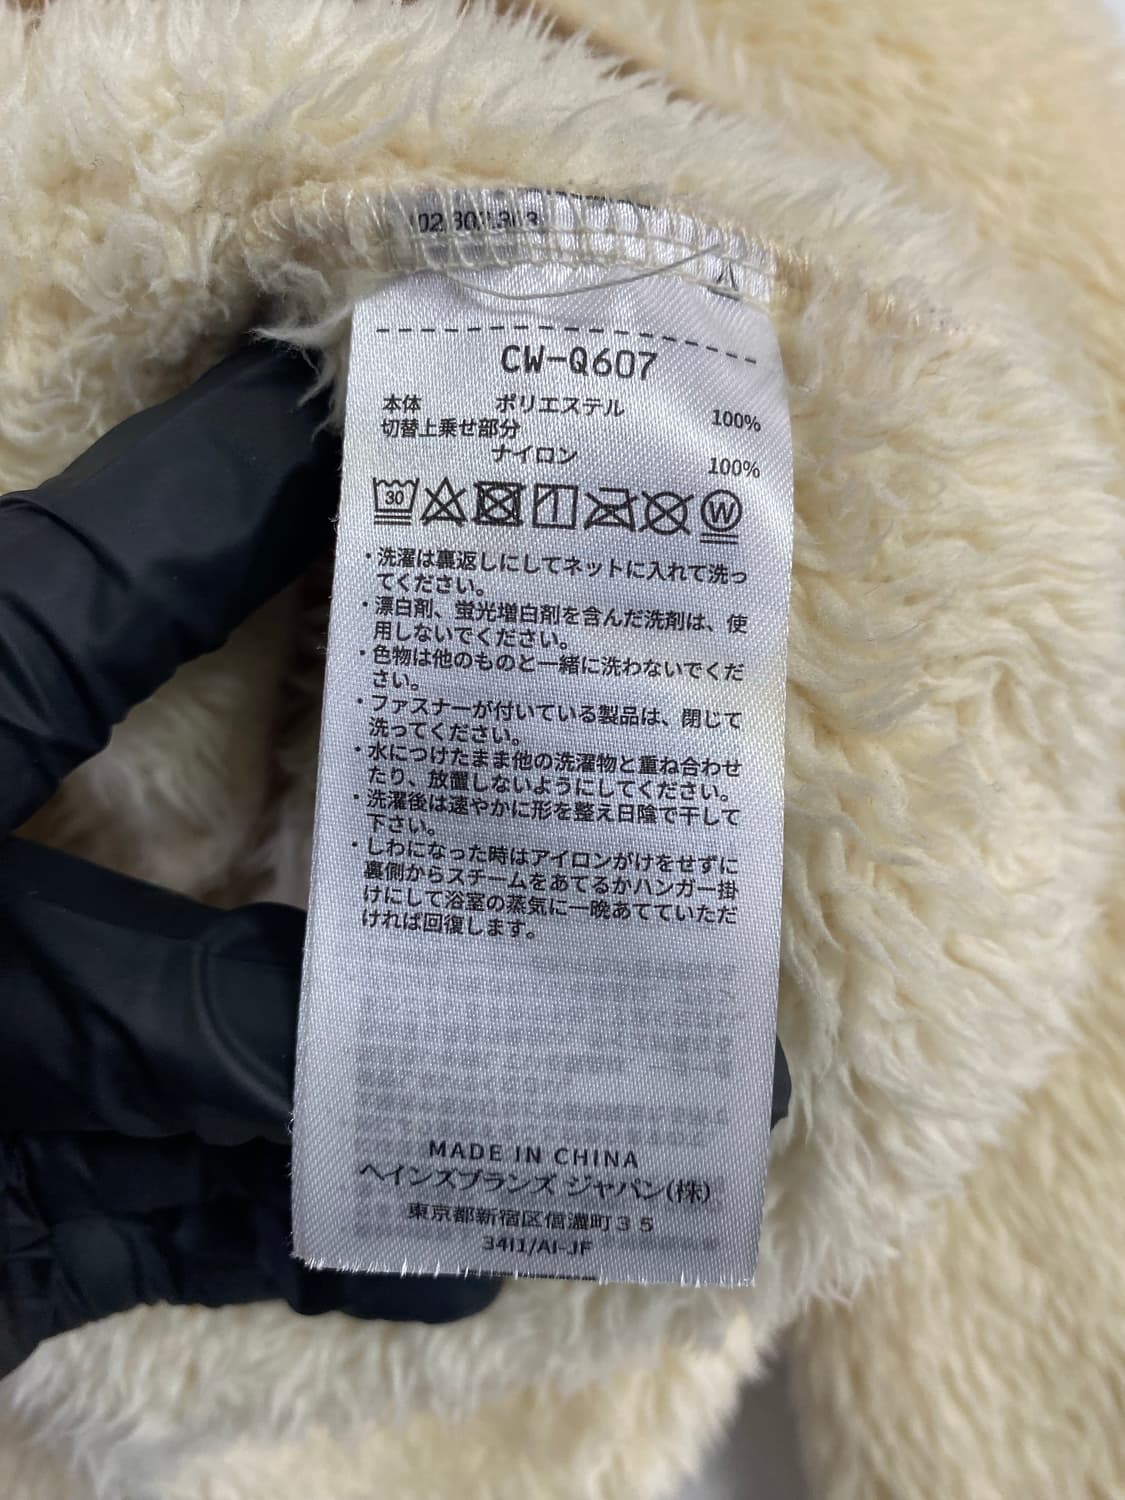 CW-Q607
本体 ポリエステル 100%
切替上乗せ部分
ナイロン 100%
30 W
・洗濯は裏返しにしてネットに入れて洗っ
てください。
・漂白剤、蛍光増白剤を含んだ洗剤は、使
用しないでください。
・色物は他のものと一緒に洗わないでくだ
さい。
・ファスナーが付いている製品は、閉じて
洗ってください。
・水につけたまま他の洗濯物と重ね合わせ
たり、放置しないようにしてください。
・洗濯後は速やかに形を整え日陰で干して
下さい。
・しわになった時はアイロンがけをせずに
裏側からスチームをあてるかハンガー掛
けにして浴室の蒸気に一晩あてていただ
ければ回復します。
MADE IN CHINA
ヘインズブランズ ジャパン(株)
東京都新宿区信濃町35
34I1/AI-JF